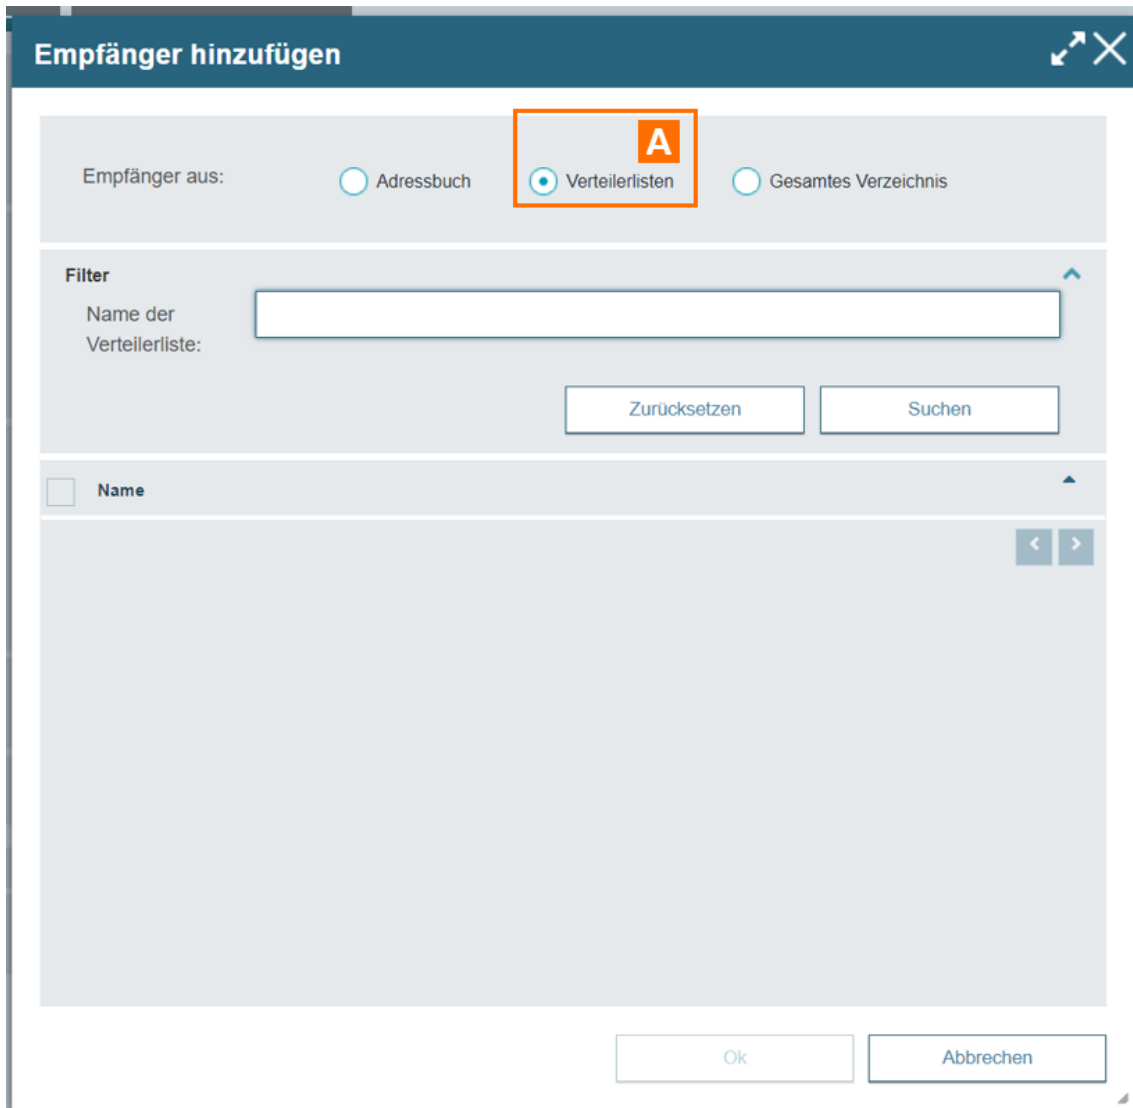 Empfänger hinzufügen
A
Empfänger aus:
Adressbuch
Verteilerlisten
Gesamtes Verzeichnis
Filter
Name der
Verteilerliste:
Zurücksetzen
Suchen
Name
Ok
Abbrechen